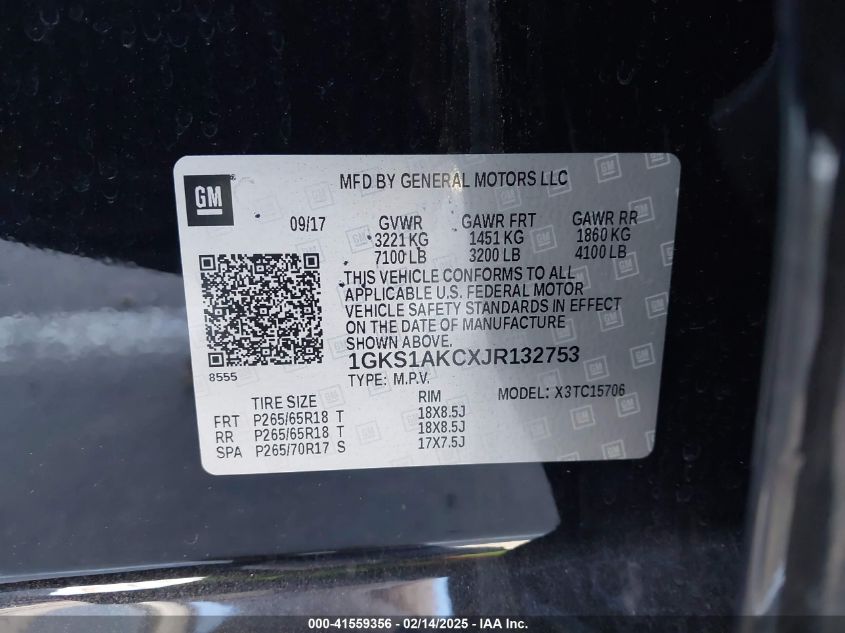 GM
MFD BY GENERAL MOTORS LLC
09/17 GVWR GAWR FRT GAWR RR
3221 KG 1451 KG 1860 KG
7100 LB 3200 LB 4100 LB
THIS VEHICLE CONFORMS TO ALL
APPLICABLE U.S. FEDERAL MOTOR
VEHICLE SAFETY STANDARDS IN EFFECT
ON THE DATE OF MANUFACTURE
SHOWN ABOVE.
8555
1GKS1AKCXJR132753
TYPE: M.P.V. MODEL: X3TC15706
TIRE SIZE RIM
FRT P265/65R18 T 18X8.5J
RR P265/65R18 T 18X8.5J
SPA P265/70R17 S 17X7.5J
000-41559356 - 02/14/2025 - IAA Inc.